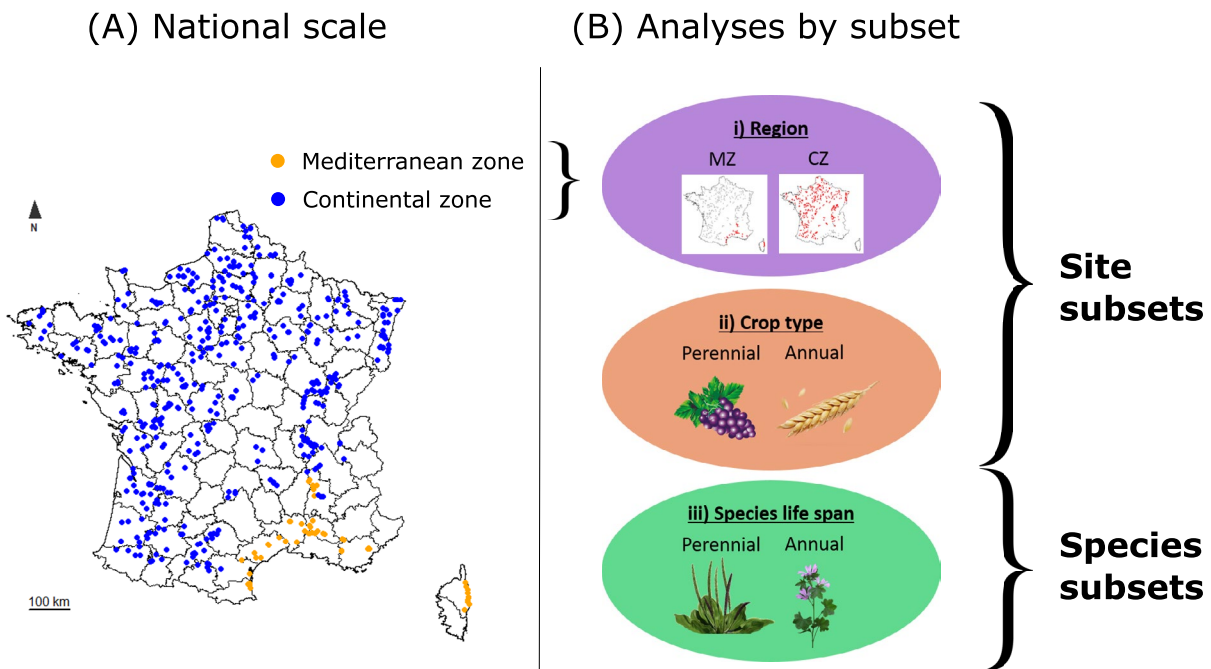 (A) National scale
Mediterranean zone
Continental zone
N
100 km
(B) Analyses by subset
i) Region
MZ CZ
ii) Crop type
Perennial Annual
iii) Species life span
Perennial Annual
Site
subsets
Species
subsets